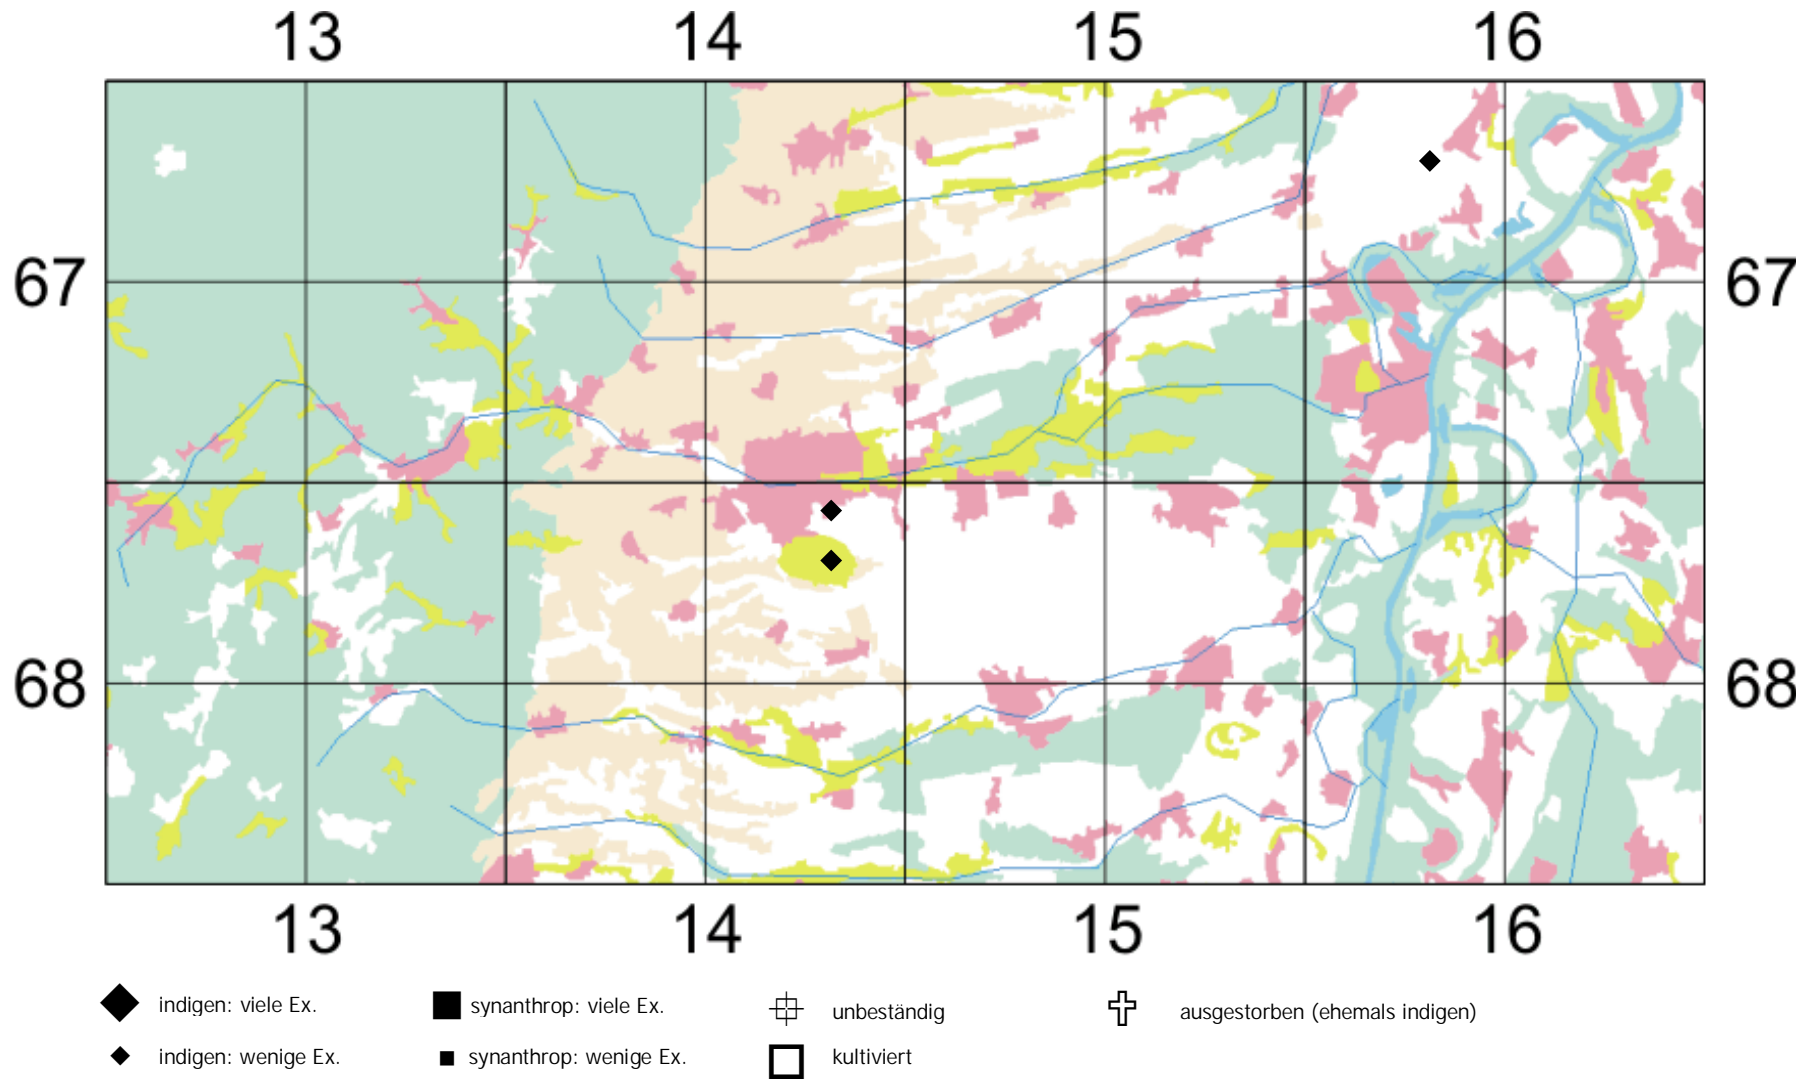 13 14 15 16
67 67
68 68
13 14 15 16
indigen: viele Ex. synanthrop: viele Ex. unbeständig ausgestorben (ehemals indigen)
indigen: wenige Ex. synanthrop: wenige Ex. kultiviert